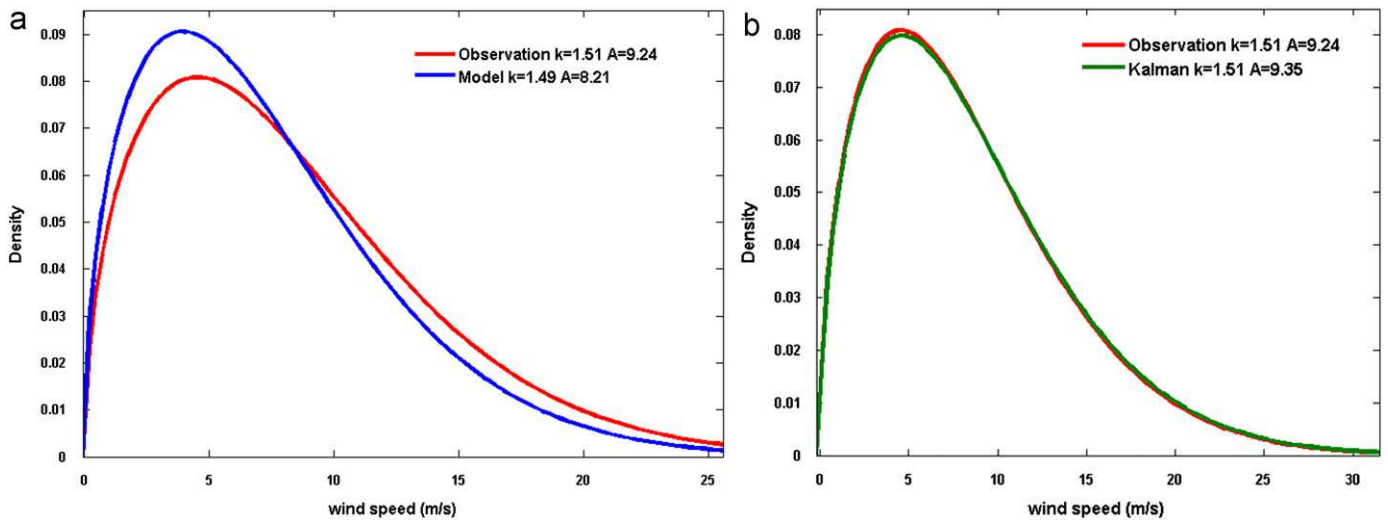 a
0.09
0.08
0.07
0.06
0.05
0.04
0.03
0.02
0.01
0
Density
Observation k=1.51 A=9.24
Model k=1.49 A=8.21
0 5 10 15 20 25
wind speed (m/s)
b
0.08
0.07
0.06
0.05
0.04
0.03
0.02
0.01
0
Density
Observation k=1.51 A=9.24
Kalman k=1.51 A=9.35
0 5 10 15 20 25 30
wind speed (m/s)